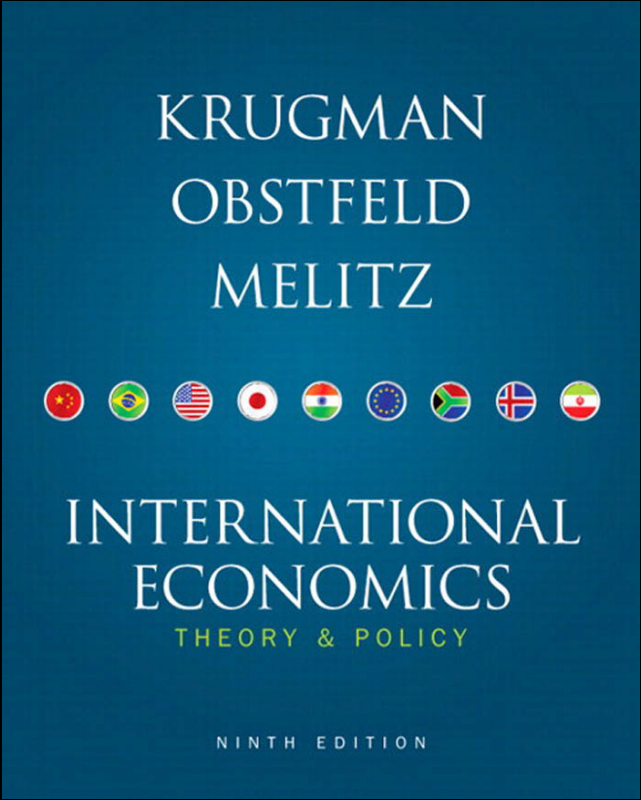 KRUGMAN
OBSTFELD
MELITZ
INTERNATIONAL
ECONOMICS
THEORY & POLICY
NINTH EDITION